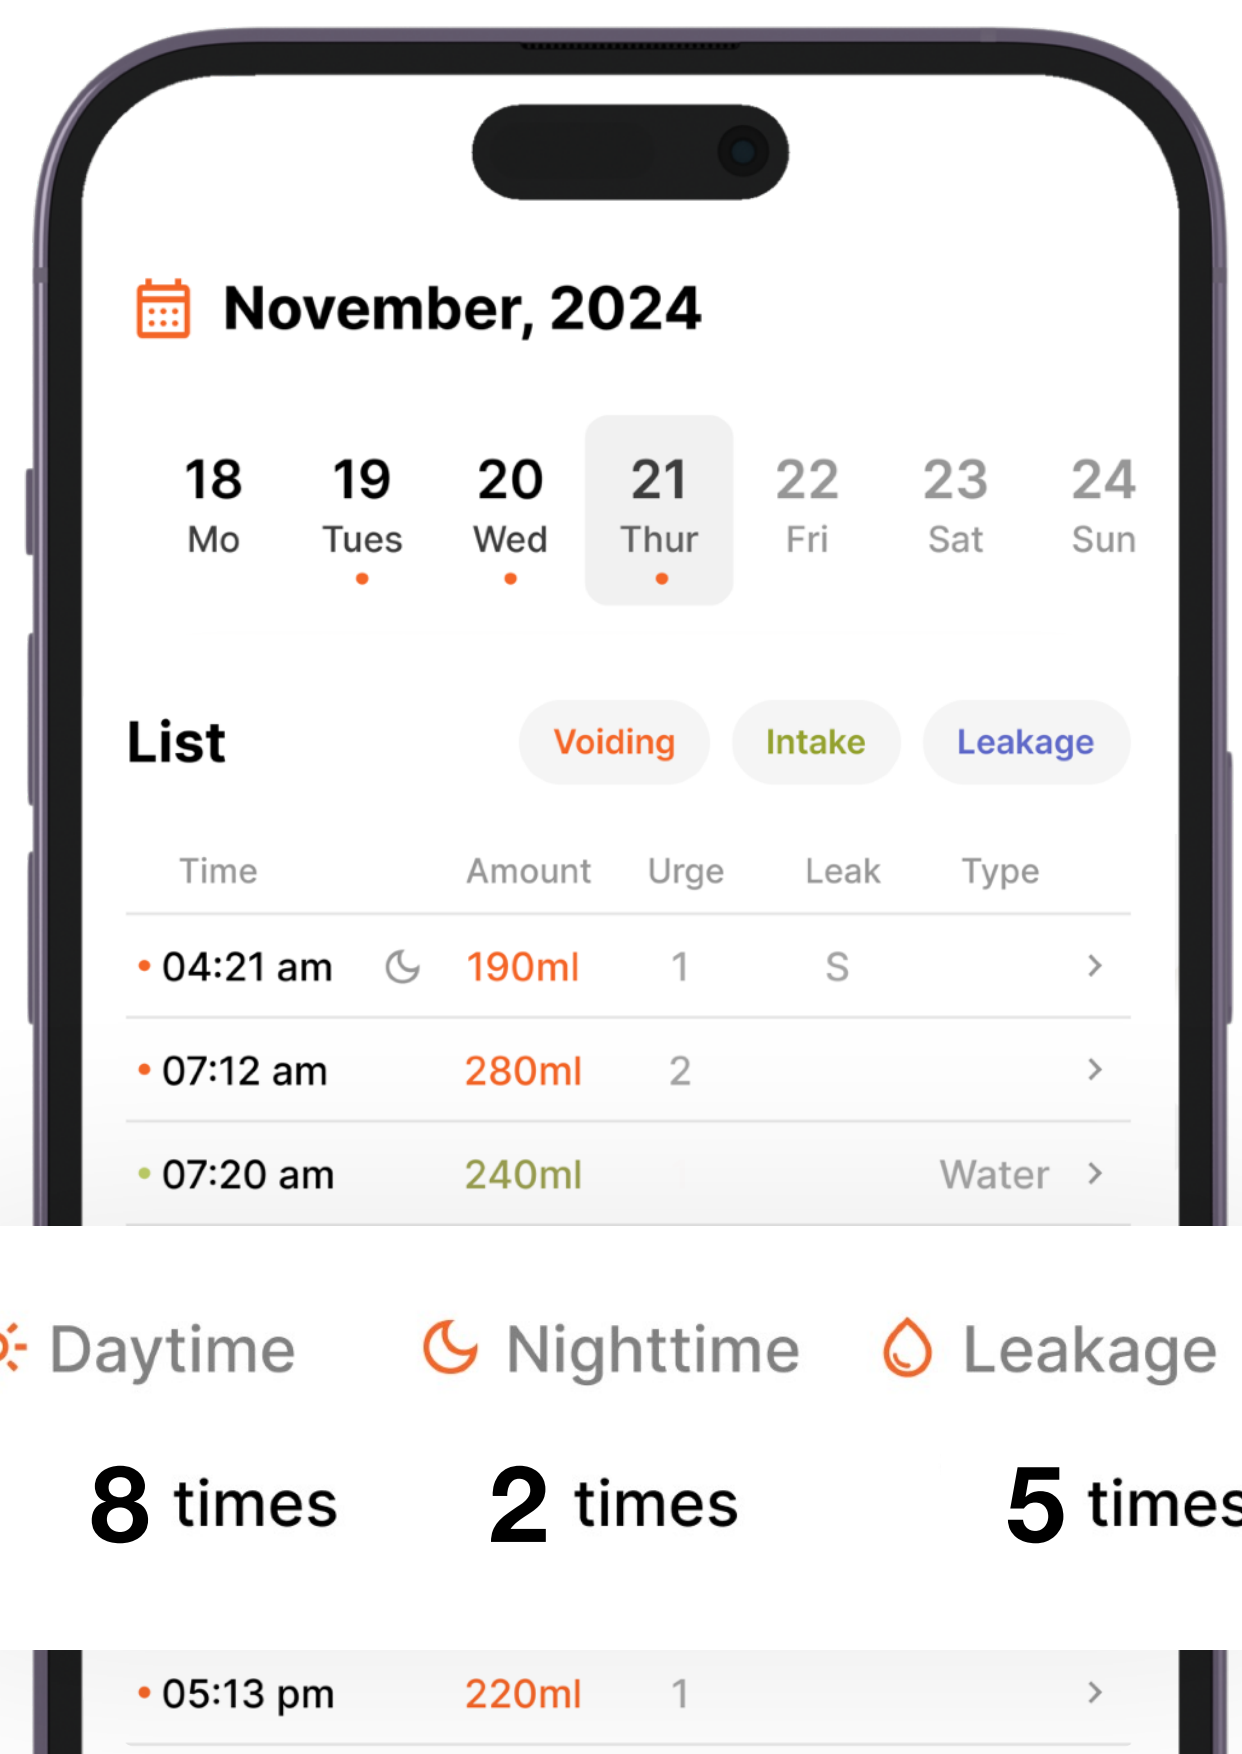 November, 2024
18 19 20 21 22 23 24
Mo Tues Wed Thur Fri Sat Sun
List Voiding Intake Leakage
Time Amount Urge Leak Type
04:21 am 190ml 1 S
07:12 am 280ml 2
07:20 am 240ml Water
Daytime Nighttime Leakage
8 times 2 times 5 times
05:13 pm 220ml 1